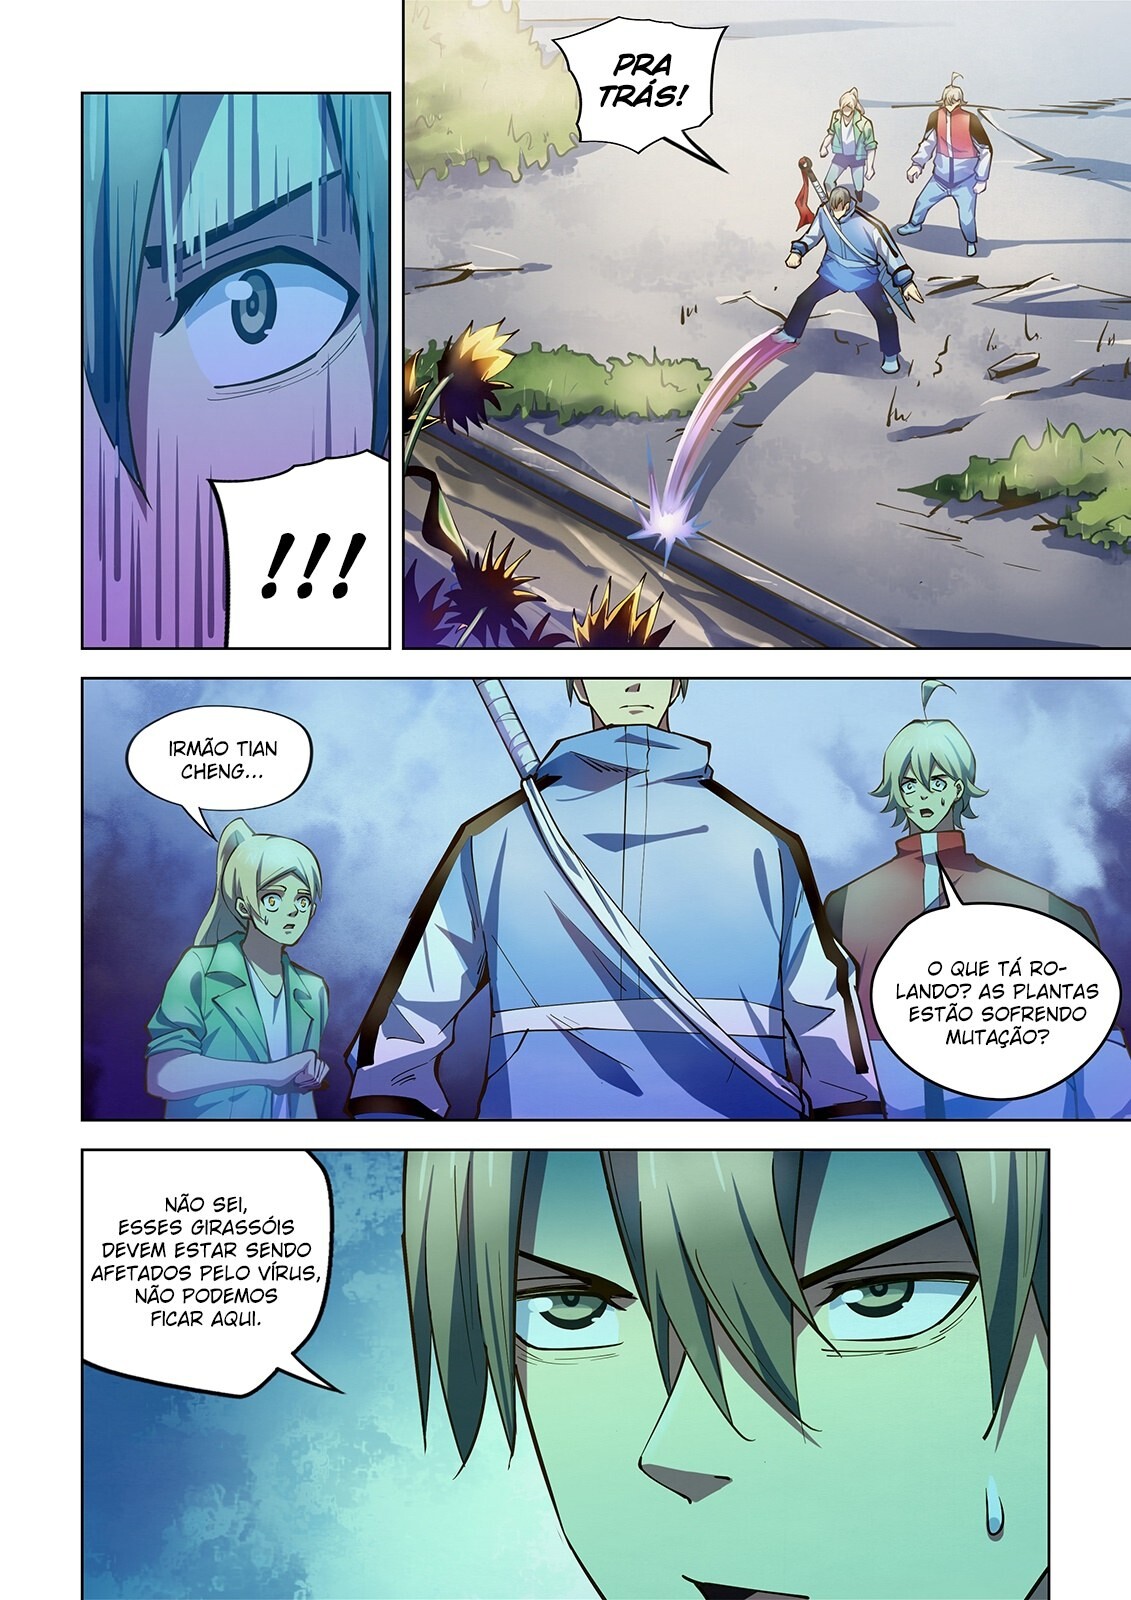 !!!
PRA
TRÁS!
IRMÃO TIAN
CHENG...
O QUE TÁ RO-
LANDO? AS PLANTAS
ESTÃO SOFRENDO
MUTAÇÃO?
NÃO SEI,
ESSES GIRASSÓIS
DEVEM ESTAR SENDO
AFETADOS PELO VÍRUS,
NÃO PODEMOS
FICAR AQUI.